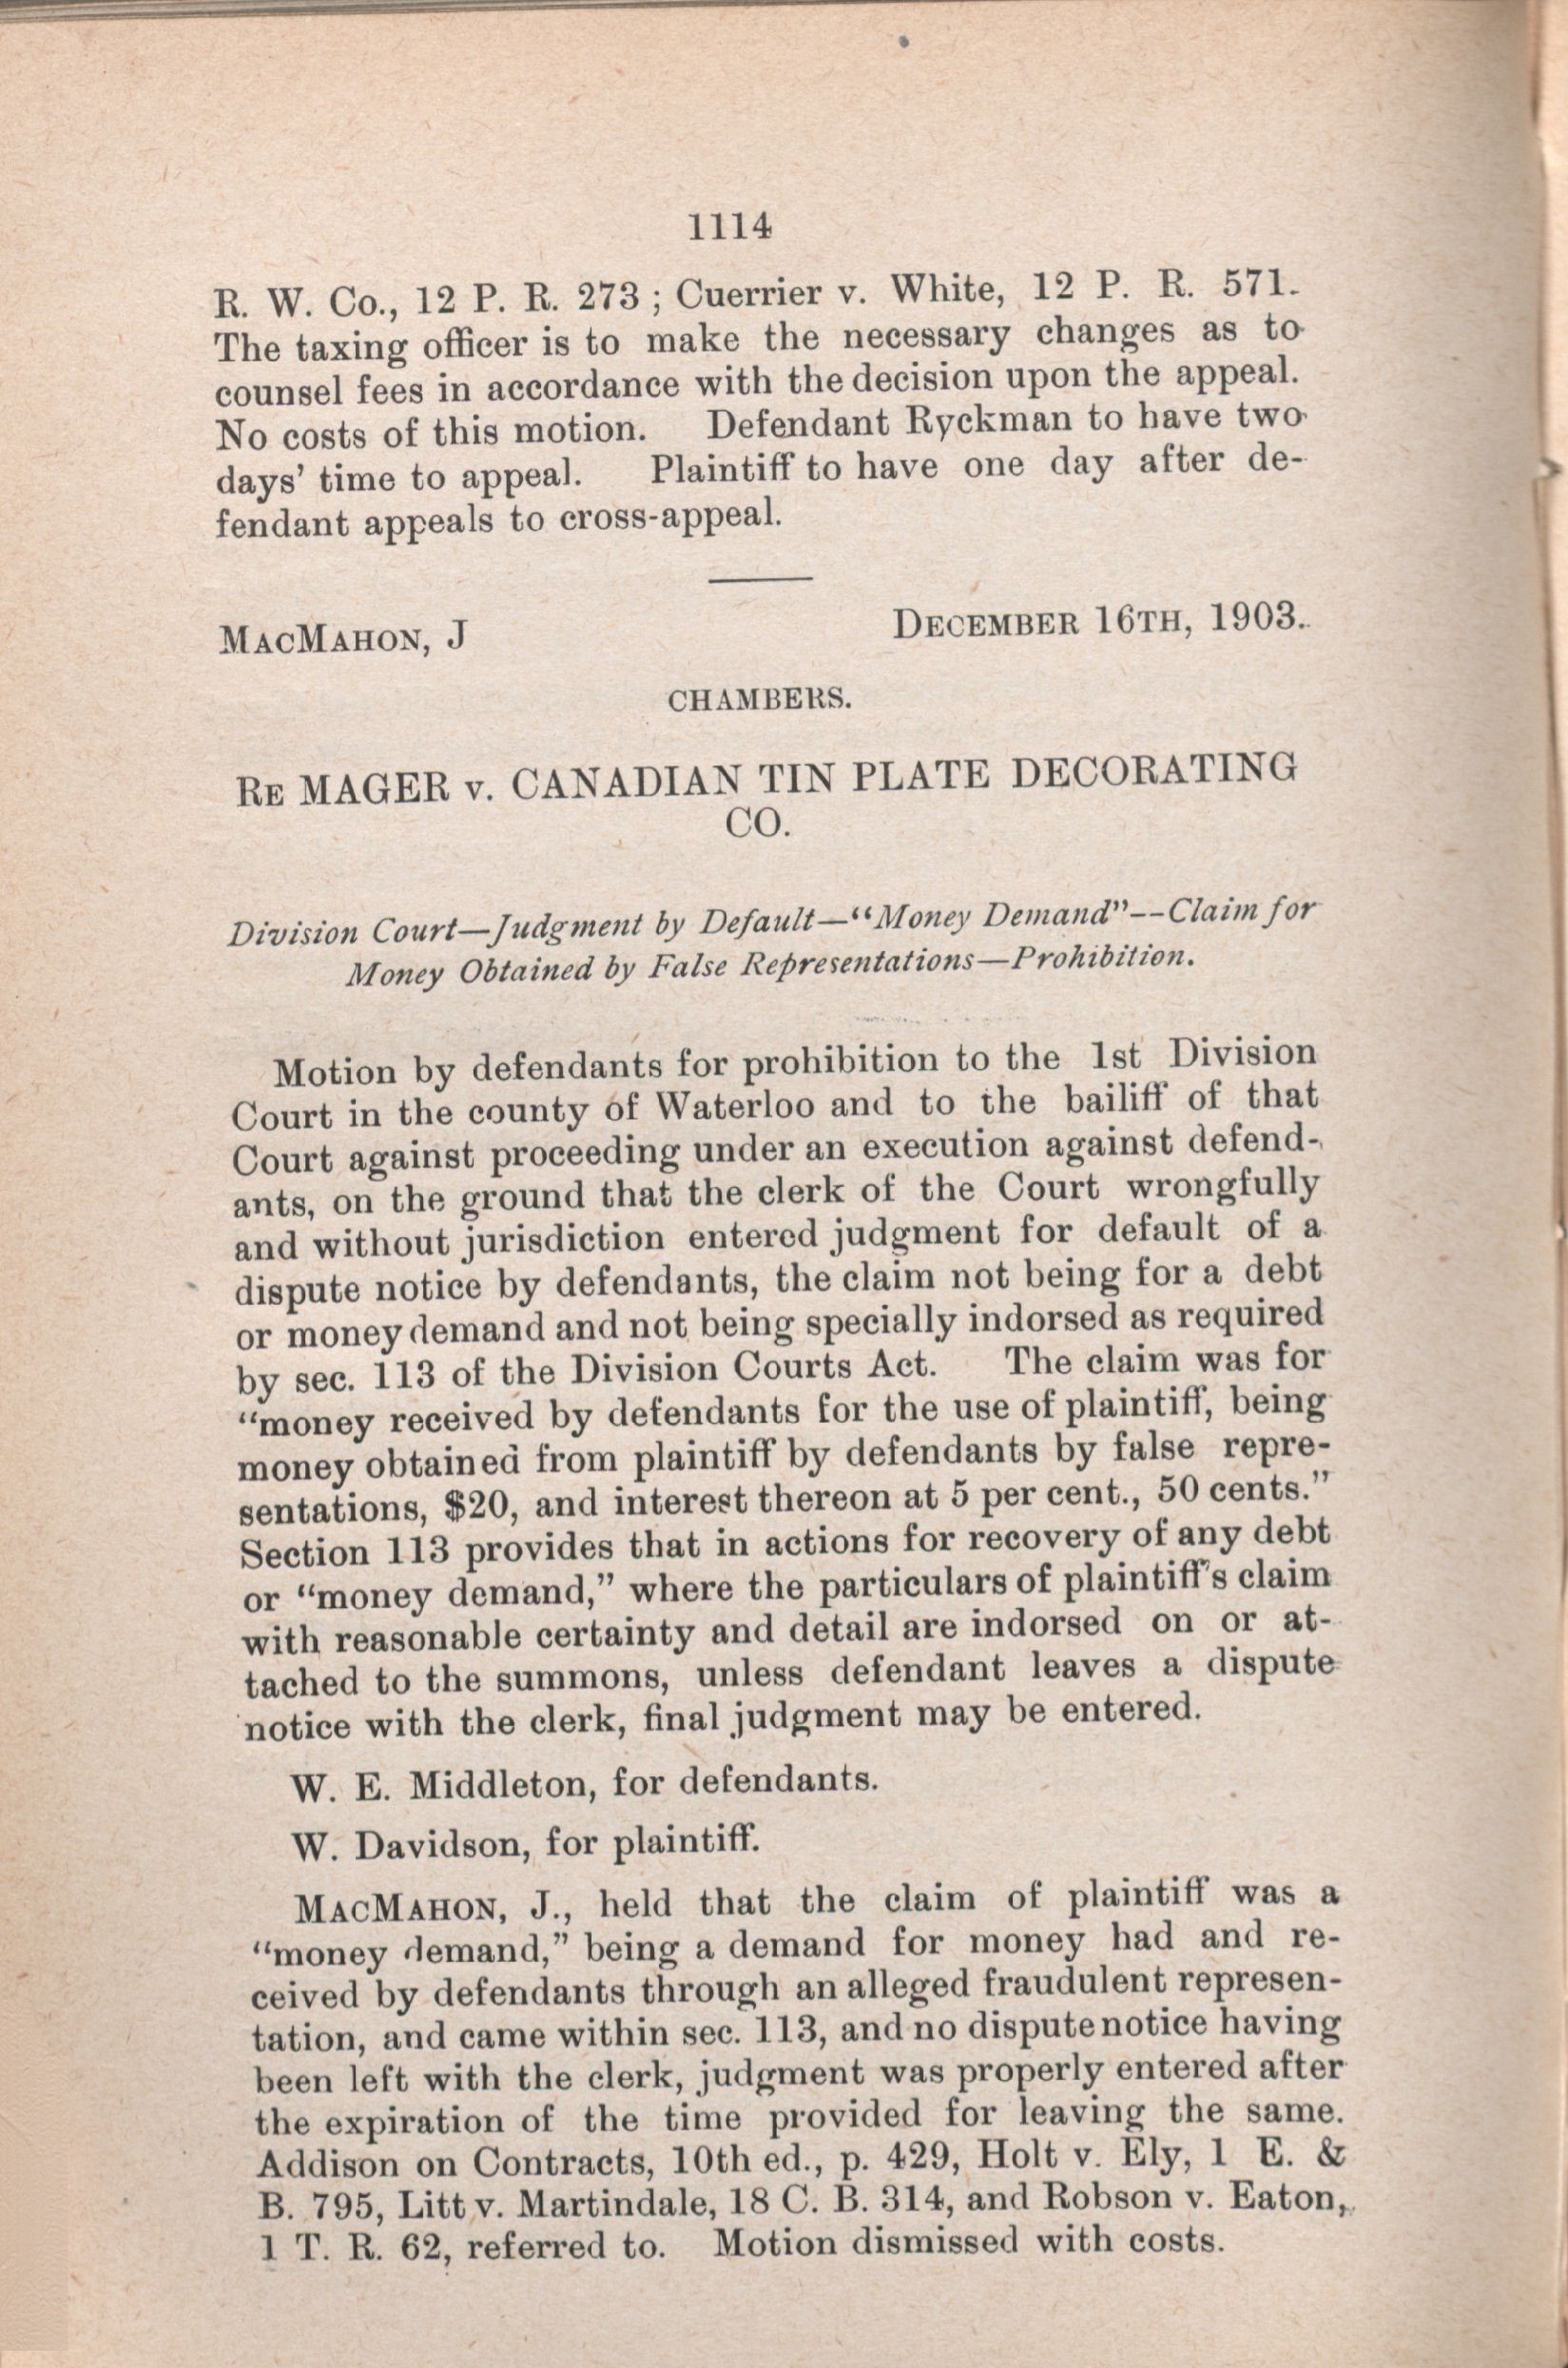 1114
R. W. Co., 12 P. R. 273 ; Cuerrier v. White, 12 P. R. 571.
The taxing officer is to make the necessary changes as to
counsel fees in accordance with the decision upon the appeal.
No costs of this motion. Defendant Ryckman to have two
days' time to appeal. Plaintiff to have one day after de-
fendant appeals to cross-appeal.
MACMAHON, J
DECEMBER 16TH, 1903.
CHAMBERS.
RE MAGER v. CANADIAN TIN PLATE DECORATING
CO.
Division Court—Judgment by Default—"Money Demand"--Claim for
Money Obtained by False Representations—Prohibition.
Motion by defendants for prohibition to the 1st Division
Court in the county of Waterloo and to the bailiff of that
Court against proceeding under an execution against defend-
ants, on the ground that the clerk of the Court wrongfully
and without jurisdiction entered judgment for default of a
dispute notice by defendants, the claim not being for a debt
or money demand and not being specially indorsed as required
by sec. 113 of the Division Courts Act. The claim was for
"money received by defendants for the use of plaintiff, being
money obtained from plaintiff by defendants by false repre-
sentations, $20, and interest thereon at 5 per cent., 50 cents."
Section 113 provides that in actions for recovery of any debt
or "money demand," where the particulars of plaintiff's claim
with reasonable certainty and detail are indorsed on or at-
tached to the summons, unless defendant leaves a dispute
notice with the clerk, final judgment may be entered.
W. E. Middleton, for defendants.
W. Davidson, for plaintiff.
MACMAHON, J., held that the claim of plaintiff was a
"money demand," being a demand for money had and re-
ceived by defendants through an alleged fraudulent represen-
tation, and came within sec. 113, and no dispute notice having
been left with the clerk, judgment was properly entered after
the expiration of the time provided for leaving the same.
Addison on Contracts, 10th ed., p. 429, Holt v. Ely, 1 E. &
B. 795, Litt v. Martindale, 18 C. B. 314, and Robson v. Eaton,
1 T. R. 62, referred to. Motion dismissed with costs.